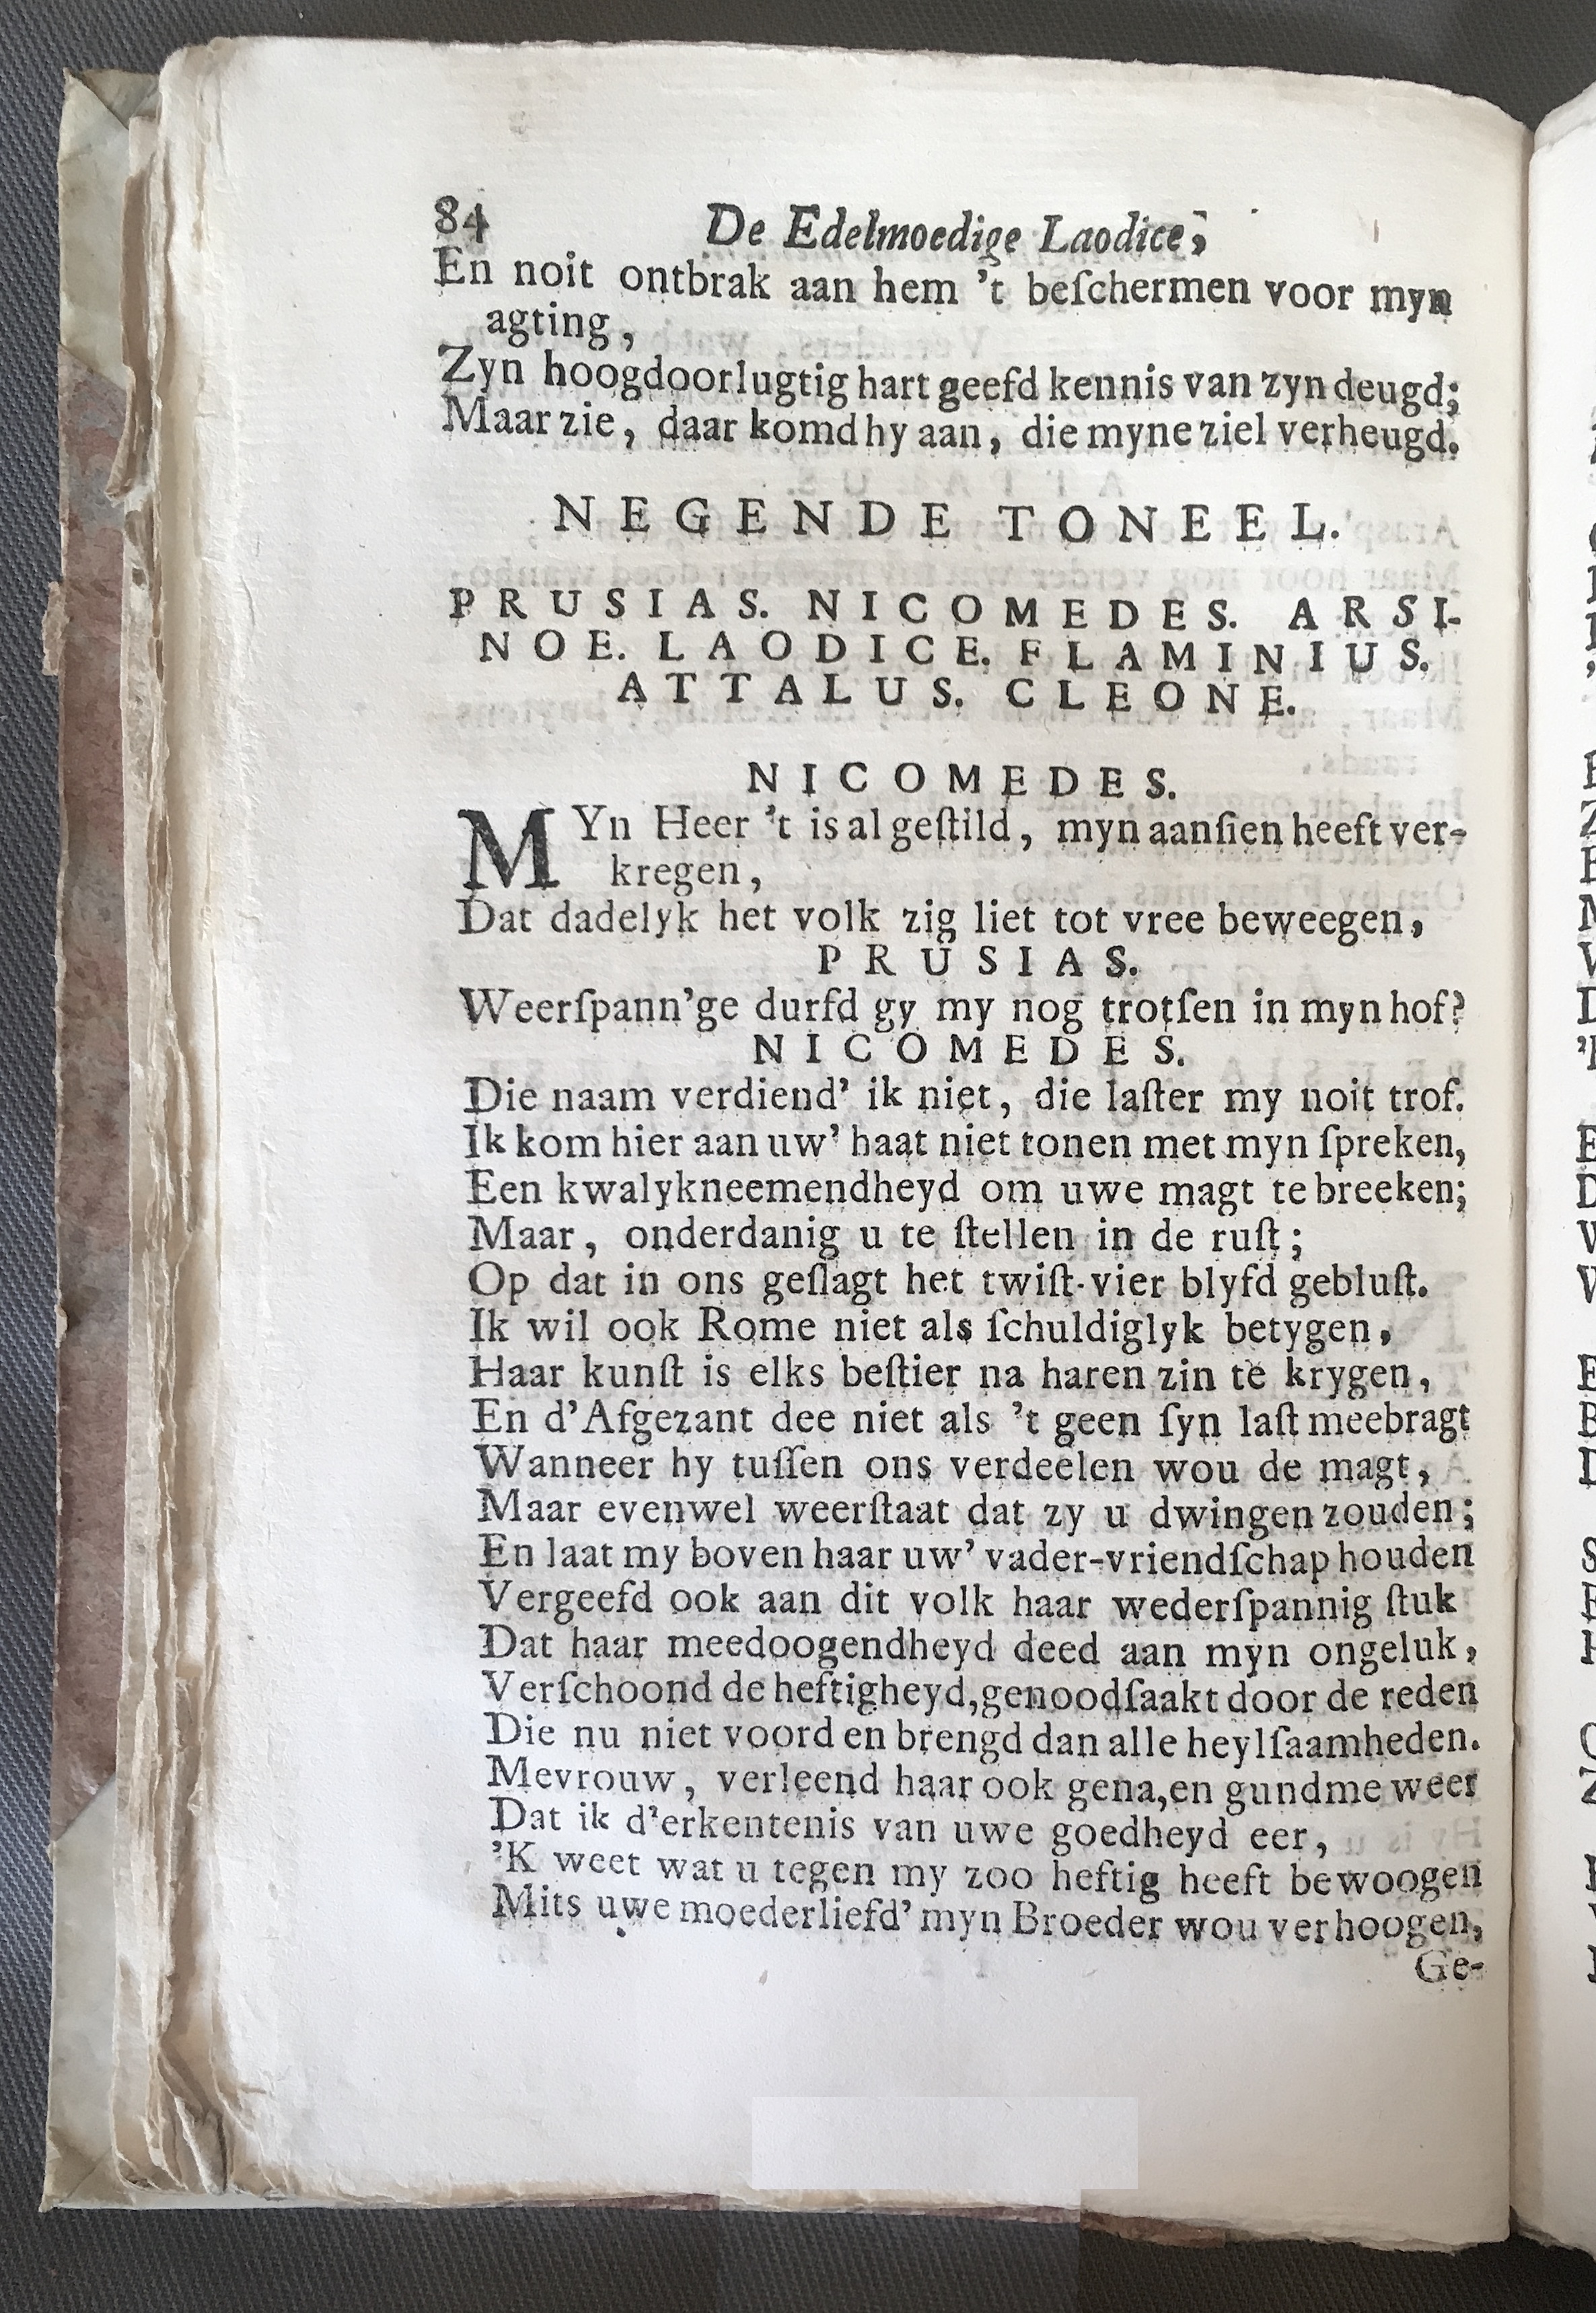 84 De Edelmoedige Laodice,
En noit ontbrak aan hem 't beſchermen voor myn
agting,
Zyn hoogdoorlugtig hart geefd kennis van zyn deugd;
Maar zie, daar komd hy aan, die myne ziel verheugd.
NEGENDE TONEEL.
PRUSIAS. NICOMEDES. ARSI-
NOE. LAODICE. FLAMINIUS.
ATTALUS. CLEONE.
NICOMEDES.
MYn Heer 't is al geſtild, myn aanſien heeft ver-
kregen,
Dat dadelyk het volk zig liet tot vree beweegen,
PRUSIAS.
Weerſpann'ge durfd gy my nog trotſen in myn hof?
NICOMEDES.
Die naam verdiend' ik niet, die laſter my noit trof.
Ik kom hier aan uw' haat niet tonen met myn ſpreken,
Een kwalykneemendheyd om uwe magt te breeken;
Maar, onderdanig u te ſtellen in de ruſt;
Op dat in ons geſlagt het twiſt-vier blyfd gebluſt.
Ik wil ook Rome niet als ſchuldiglyk betygen,
Haar kunſt is elks beſtier na haren zin te krygen,
En d'Afgezant dee niet als 't geen ſyn laſt meebragt
Wanneer hy tuſſen ons verdeelen wou de magt,
Maar evenwel weerſtaat dat zy u dwingen zouden;
En laat my boven haar uw' vader-vriendſchap houden
Vergeefd ook aan dit volk haar wederſpannig ſtuk
Dat haar meedoogendheyd deed aan myn ongeluk,
Verſchoond de heftigheyd, genoodſaakt door de reden
Die nu niet voord en brengd dan alle heylſaamheden.
Mevrouw, verleend haar ook gena, en gund me weer
Dat ik d'erkentenis van uwe goedheyd eer,
'K weet wat u tegen my zoo heftig heeft bewoogen
Mits uwe moederliefd' myn Broeder wou verhoogen,
Ge-